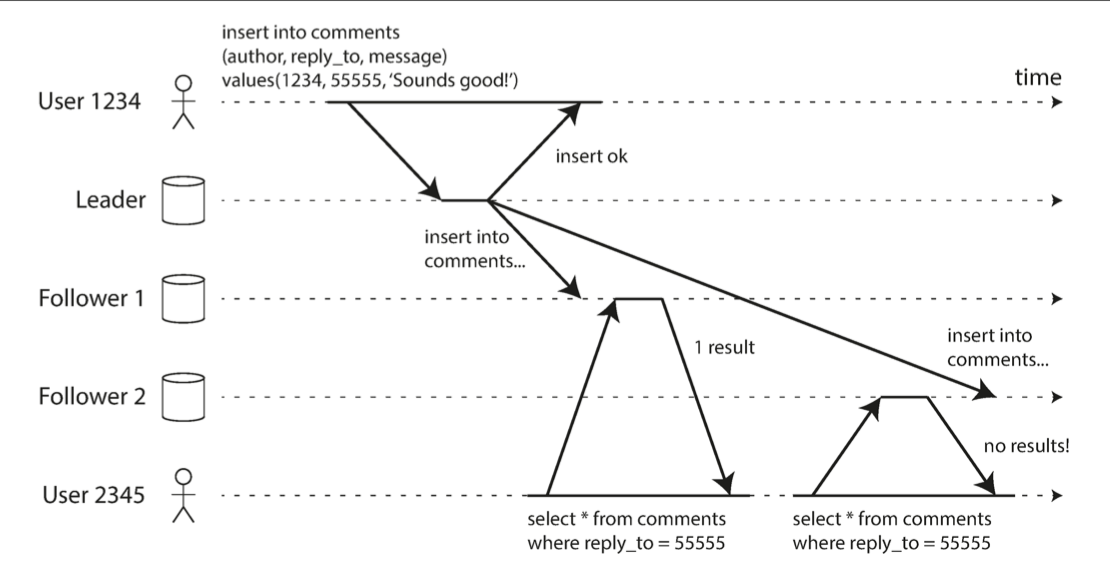 insert into comments
(author, reply_to, message)
values(1234, 55555, ‘Sounds good!’)
time
User 1234
insert ok
Leader
insert into
comments...
Follower 1
1 result
insert into
comments...
Follower 2
no results!
User 2345
select * from comments
where reply_to = 55555
select * from comments
where reply_to = 55555